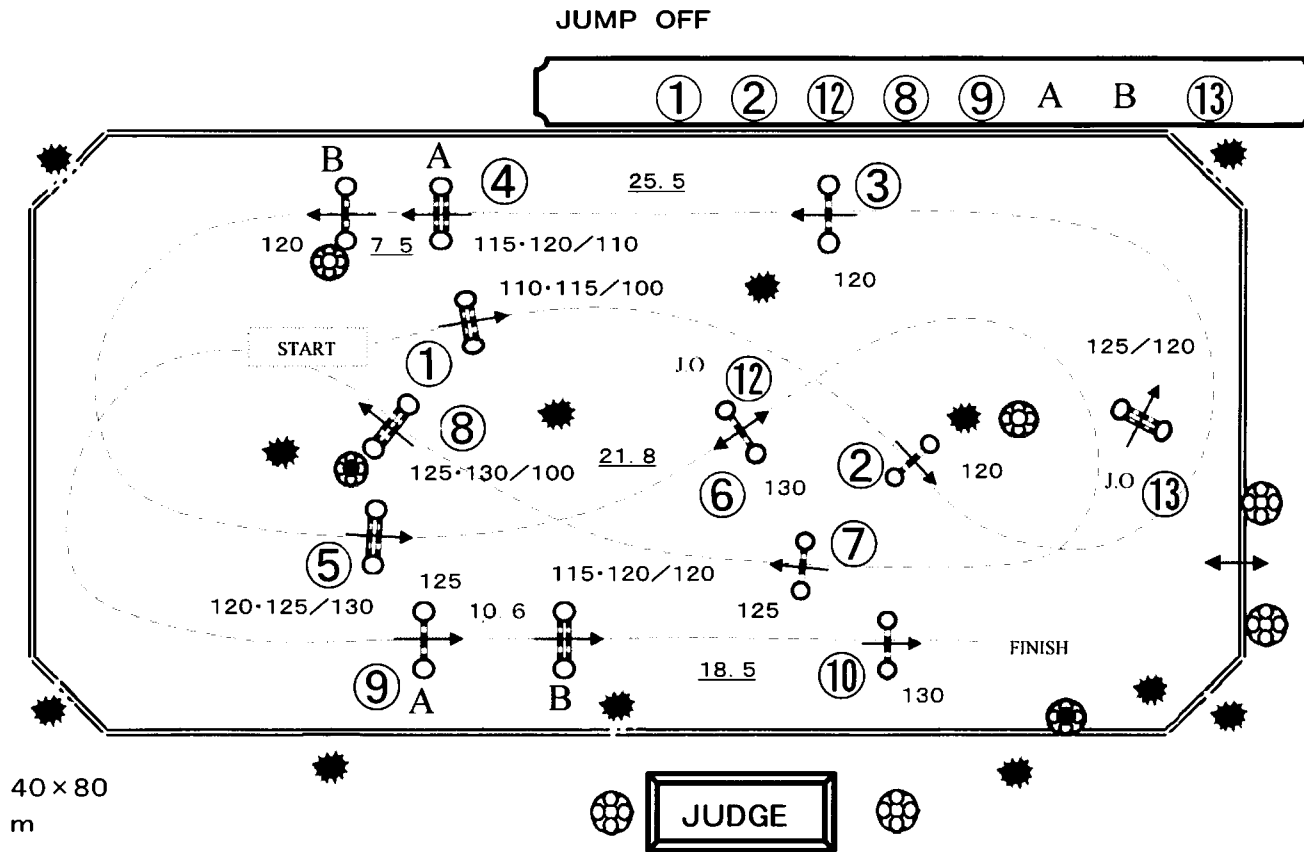 JUMP OFF
① ② ⑫ ⑧ ⑨ A B ⑬
B A ④ 25. 5 ③
120 7 5 115·120/110
120
110·115/100
START
①
J.O ⑫
125/120
⑧
125·130/100
21.8
⑥ 130
② 120
J.O ⑬
⑤
120·125/130
125
10 6
115·120/120
⑦
125
⑨ A B
18.5
⑩
130
FINISH
40×80
m
JUDGE